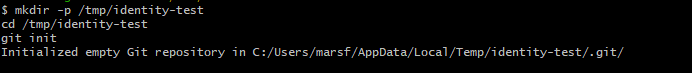 $ mkdir -p /tmp/identity-test
cd /tmp/identity-test
git init
Initialized empty Git repository in C:/Users/marsf/AppData/Local/Temp/identity-test/.git/